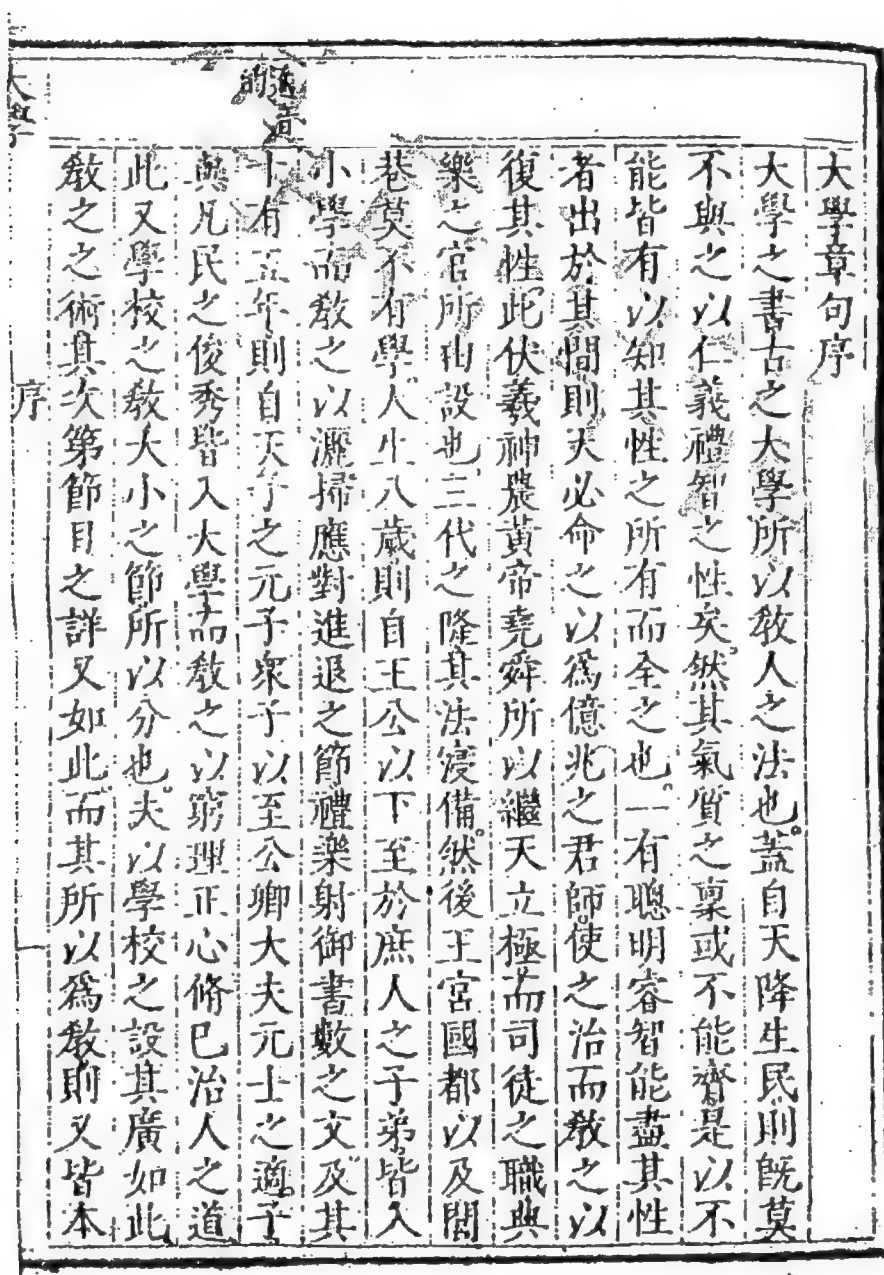 大學章句序
大學之書古之大學所以教人之法也。蓋自天降生民則旣莫
不與之以仁義禮智之性矣。然其氣質之稟或不能齊是以不
能皆有以知其性之所有而全之也。一有聰明睿智能盡其性
者出於其間則天必命之以爲億兆之君師。使之治而教之以
復其性。此伏羲神農黃帝堯舜所以繼天立極而司徒之職典
樂之官所由設也。三代之隆其法寖備。然後王宮國都以及閭
巷莫不有學。人生八歲則自王公以下至於庶人之子弟。皆入
小學而教之以灑掃應對進退之節。禮樂射御書數之文。及其
十有五年則自天子之元子衆子以至公卿大夫元士之適子
與凡民之俊秀皆入大學而教之以窮理正心脩己治人之道
此又學校之教大小之節。所以分也。夫以學校之設其廣如此
教之之術其次第節目之詳又如此。而其所以爲教則又皆本
適音
的
大學
序
一